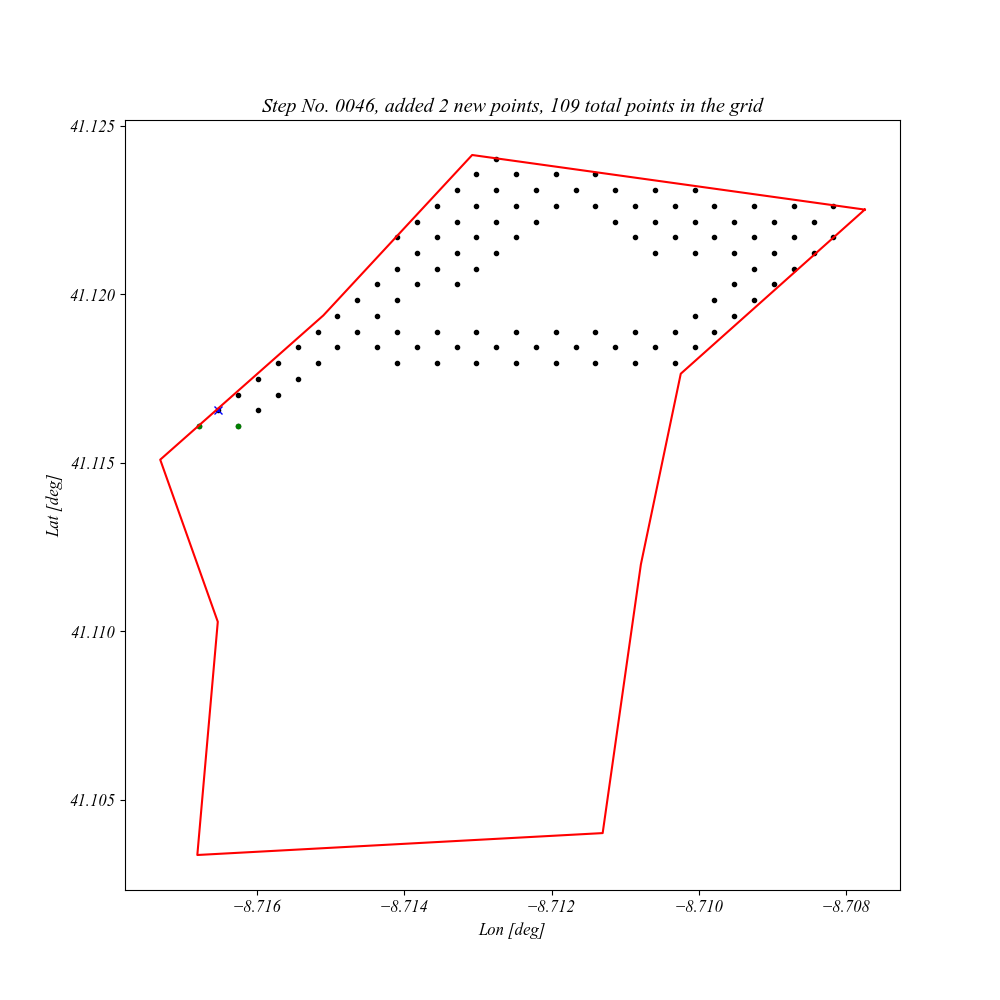 Step No. 0046, added 2 new points, 109 total points in the grid
41.125
41.120
41.115
41.110
41.105
Lat [deg]
−8.716 −8.714 −8.712 −8.710 −8.708
Lon [deg]